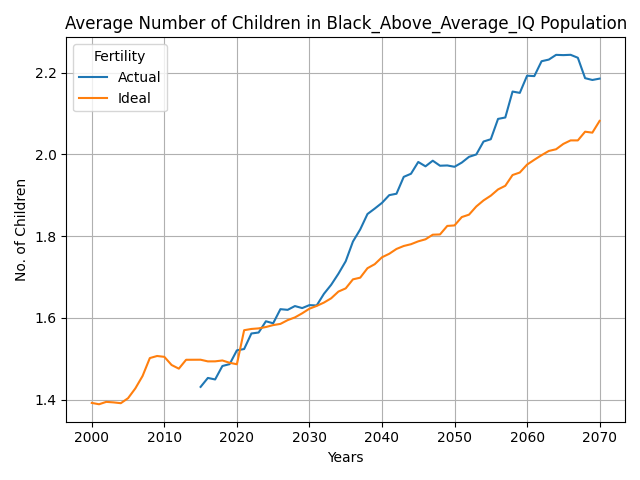 Average Number of Children in Black_Above_Average_IQ Population
Fertility
Actual
Ideal
No. of Children
2.2
2.0
1.8
1.6
1.4
2000 2010 2020 2030 2040 2050 2060 2070
Years